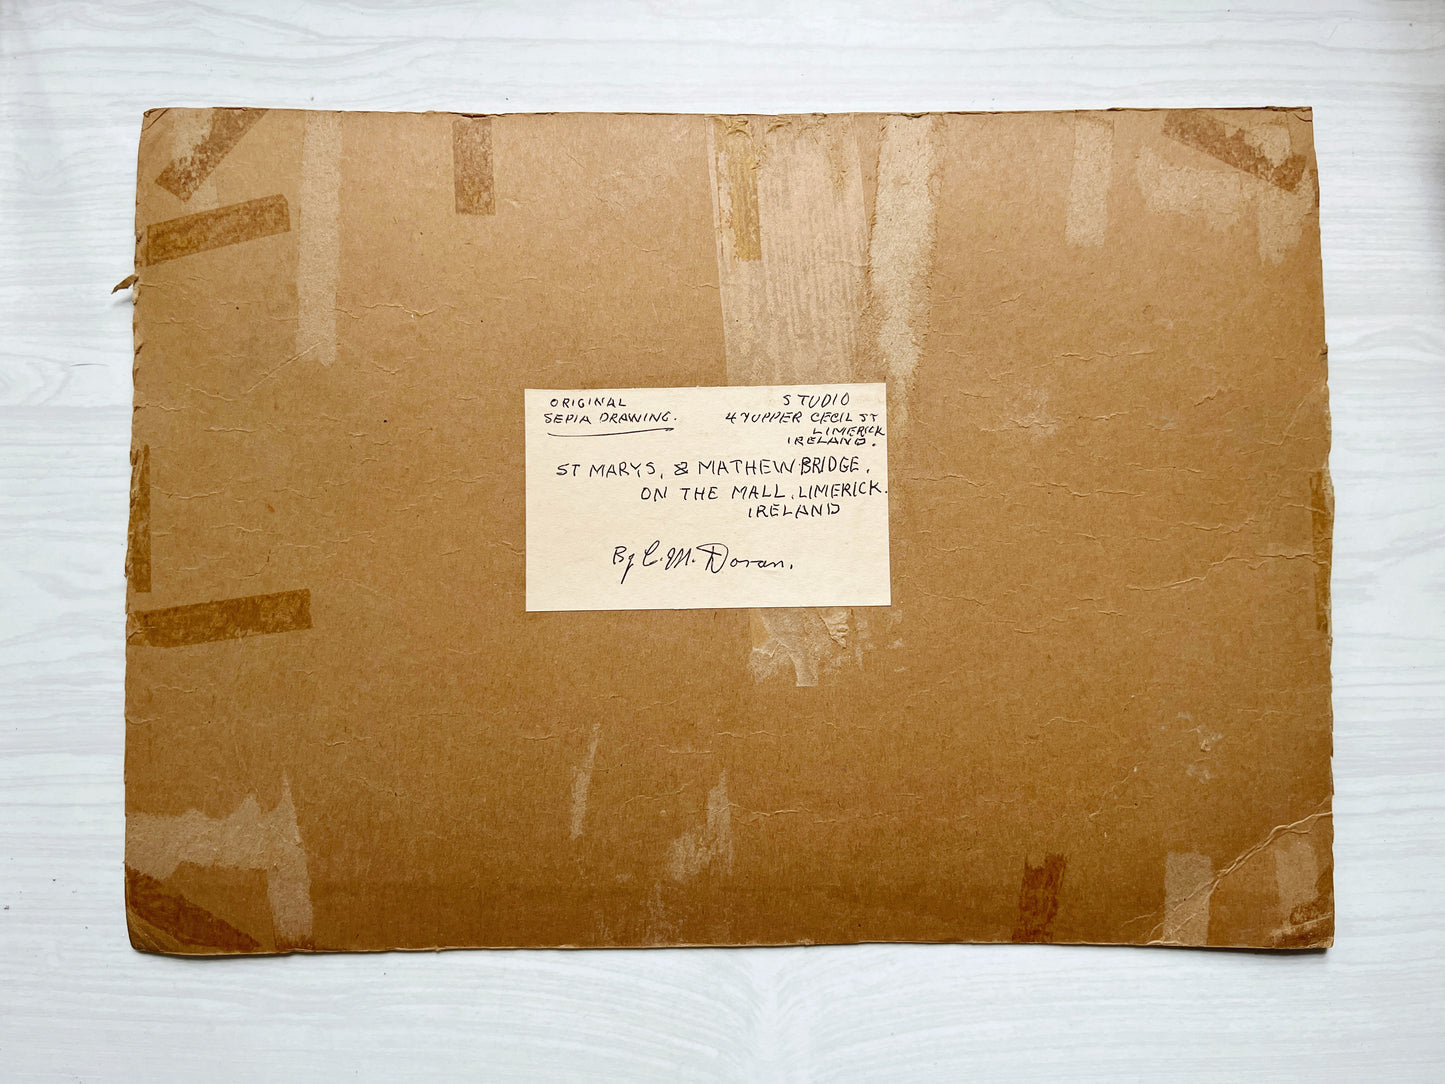 ORIGINAL
SEPIA DRAWING.
STUDIO
47 UPPER CECIL ST
LIMERICK
IRELAND.
ST MARYS, & MATHEW BRIDGE,
ON THE MALL, LIMERICK.
IRELAND
By C. M. Doran.